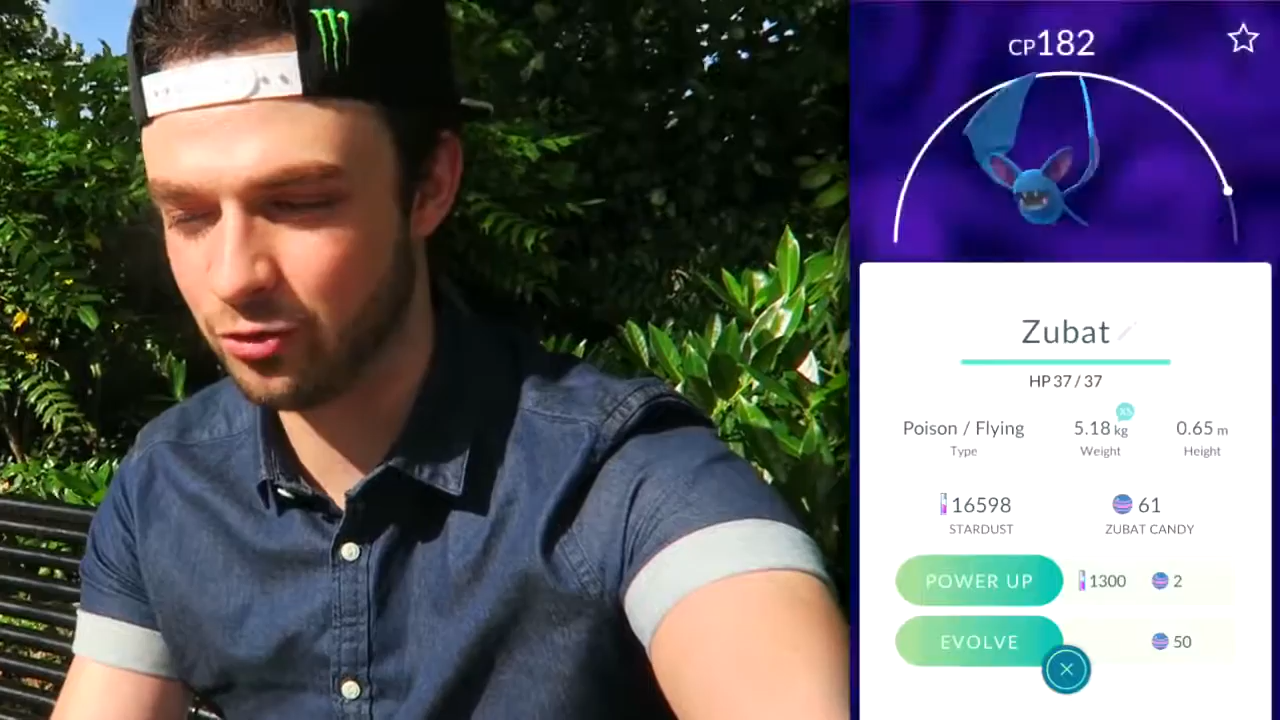 CP182
Zubat
HP 37 / 37
XS
Poison / Flying
5.18 kg
0.65 m
Type
Weight
Height
16598
61
STARDUST
ZUBAT CANDY
POWER UP
1300
2
EVOLVE
50